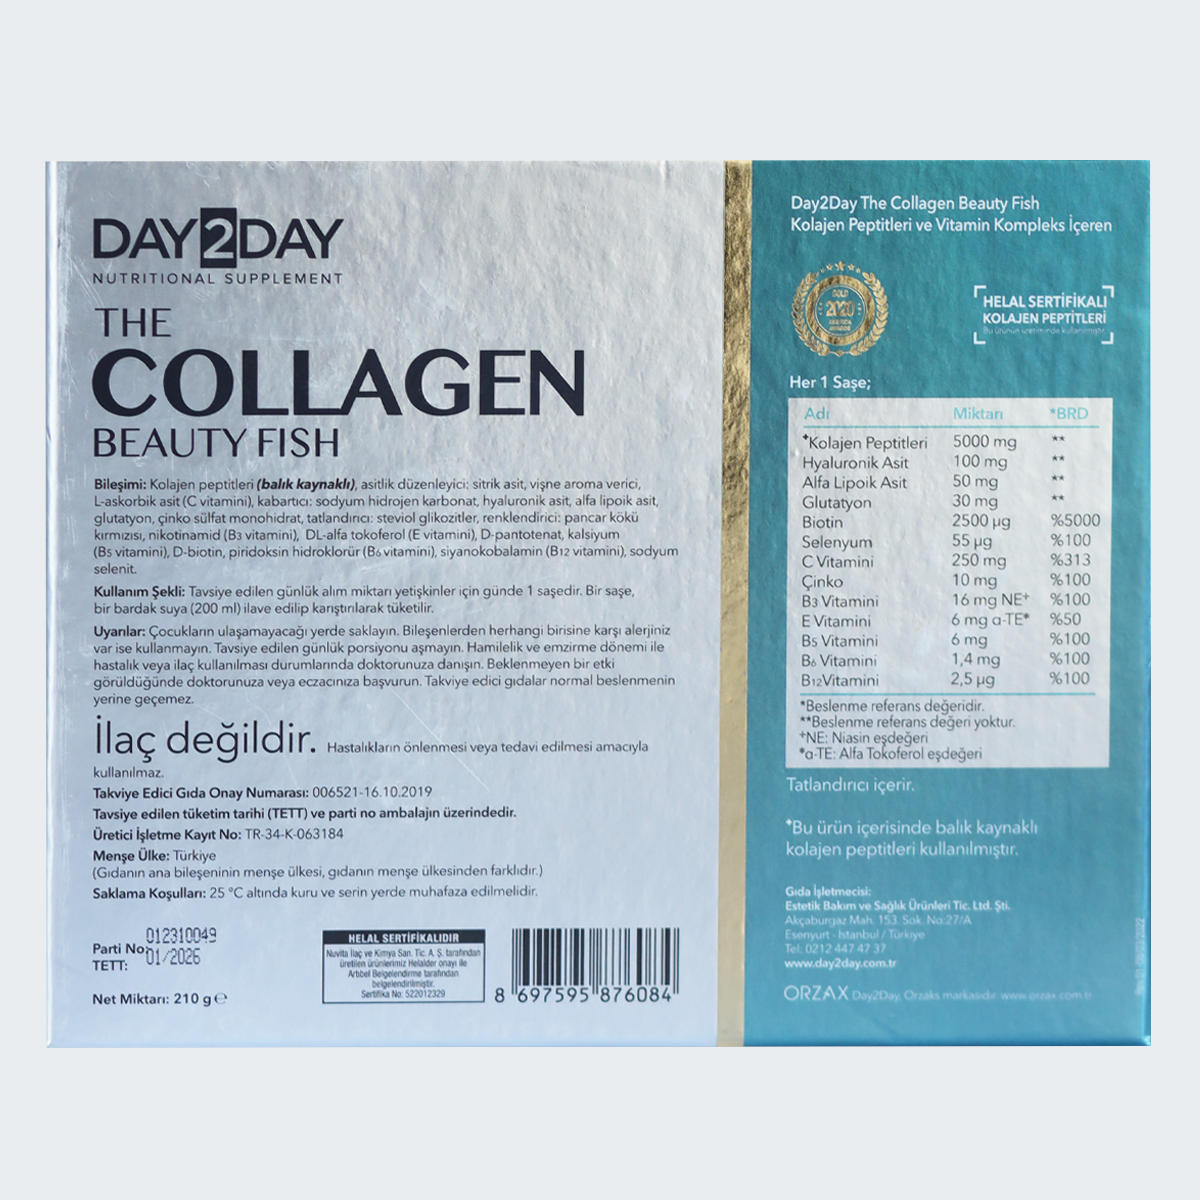 DAY2DAY
NUTRITIONAL SUPPLEMENT
THE
COLLAGEN
BEAUTY FISH
Bileşimi: Kolajen peptitleri (balık kaynaklı), asitlik düzenleyici: sitrik asit, vişne aroma verici,
L-askorbik asit (C vitamini), kabartıcı: sodyum hidrojen karbonat, hyaluronik asit, alfa lipoik asit,
glutatyon, çinko sülfat monohidrat, tatlandırıcı: steviol glikozitler, renklendirici: pancar kökü
kırmızısı, nikotinamid (B3 vitamini), DL-alfa tokoferol (E vitamini), D-pantotenat, kalsiyum
(B5 vitamini), D-biotin, piridoksin hidroklorür (B6 vitamini), siyanokobalamin (B12 vitamini), sodyum
selenit.
Kullanım Şekli: Tavsiye edilen günlük alım miktarı yetişkinler için günde 1 saşedir. Bir saşe,
bir bardak suya (200 ml) ilave edilip karıştırılarak tüketilir.
Uyarılar: Çocukların ulaşamayacağı yerde saklayın. Bileşenlerden herhangi birisine karşı alerjiniz
var ise kullanmayın. Tavsiye edilen günlük porsiyonu aşmayın. Hamilelik ve emzirme dönemi ile
hastalık veya ilaç kullanılması durumlarında doktorunuza danışın. Beklenmeyen bir etki
görüldüğünde doktorunuza veya eczacınıza başvurun. Takviye edici gıdalar normal beslenmenin
yerine geçemez.
İlaç değildir. Hastalıkların önlenmesi veya tedavi edilmesi amacıyla
kullanılmaz.
Takviye Edici Gıda Onay Numarası: 006521-16.10.2019
Tavsiye edilen tüketim tarihi (TETT) ve parti no ambalajın üzerindedir.
Üretici İşletme Kayıt No: TR-34-K-063184
Menşe Ülke: Türkiye
(Gıdanın ana bileşeninin menşe ülkesi, gıdanın menşe ülkesinden farklıdır.)
Saklama Koşulları: 25 °C altında kuru ve serin yerde muhafaza edilmelidir.
Parti No: 012310049
TETT: 01/2026
Net Miktarı: 210 g ℮
HELAL SERTİFİKALIDIR
Nuvita İlaç ve Kimya San. Tic. A. Ş. tarafından
üretilen ürünlerimiz Helalder onayı ile
Artıbel Belgelendirme tarafından
belgelendirilmiştir.
Sertifika No: 522012329
8 697595 876084
Day2Day The Collagen Beauty Fish
Kolajen Peptitleri ve Vitamin Kompleks İçeren
GOLD
2020
HELAL SERTİFİKALI
KOLAJEN PEPTİTLERİ
Bu ürünün üretiminde kullanılmıştır.
Her 1 Saşe;
Adı Miktarı *BRD
+Kolajen Peptitleri 5000 mg **
Hyaluronik Asit 100 mg **
Alfa Lipoik Asit 50 mg **
Glutatyon 30 mg **
Biotin 2500 µg %5000
Selenyum 55 µg %100
C Vitamini 250 mg %313
Çinko 10 mg %100
B3 Vitamini 16 mg NE+ %100
E Vitamini 6 mg α-TE* %50
B5 Vitamini 6 mg %100
B6 Vitamini 1,4 mg %100
B12Vitamini 2,5 µg %100
*Beslenme referans değeridir.
**Beslenme referans değeri yoktur.
+NE: Niasin eşdeğeri
*α-TE: Alfa Tokoferol eşdeğeri
Tatlandırıcı içerir.
+Bu ürün içerisinde balık kaynaklı
kolajen peptitleri kullanılmıştır.
Gıda İşletmecisi:
Estetik Bakım ve Sağlık Ürünleri Tic. Ltd. Şti.
Akçaburgaz Mah. 153. Sok. No:27/A
Esenyurt - İstanbul / Türkiye
Tel: 0212 447 47 37
www.day2day.com.tr
ORZAX Day2Day, Orzaks markasıdır. www.orzax.com.tr